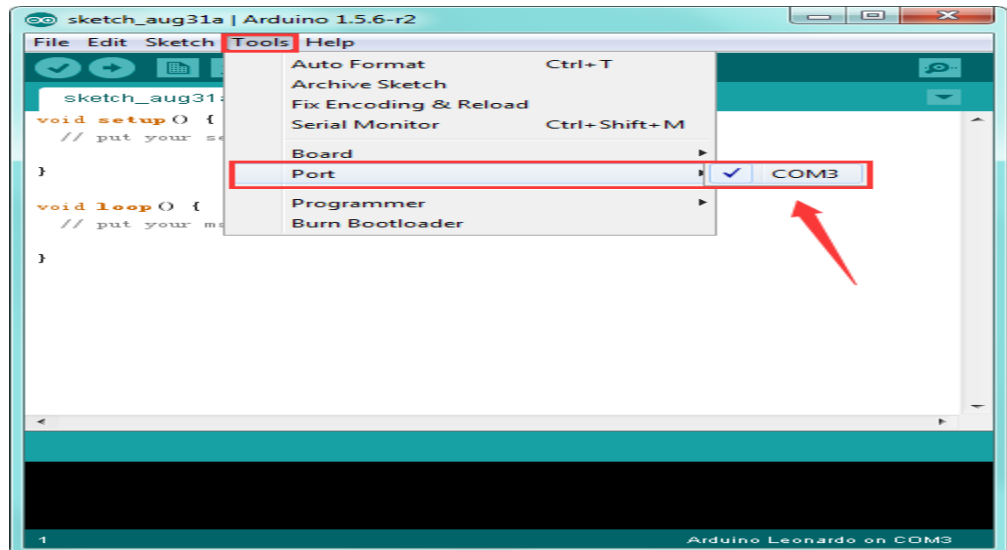 sketch_aug31a | Arduino 1.5.6-r2
File Edit Sketch Tools Help
Auto Format Ctrl+T
Archive Sketch
sketch_aug31
Fix Encoding & Reload
void setup() {
Serial Monitor Ctrl+Shift+M
// put your se
Board
}
Port COM3
void loop() {
Programmer
// put your m
Burn Bootloader
}
1 Arduino Leonardo on COM3